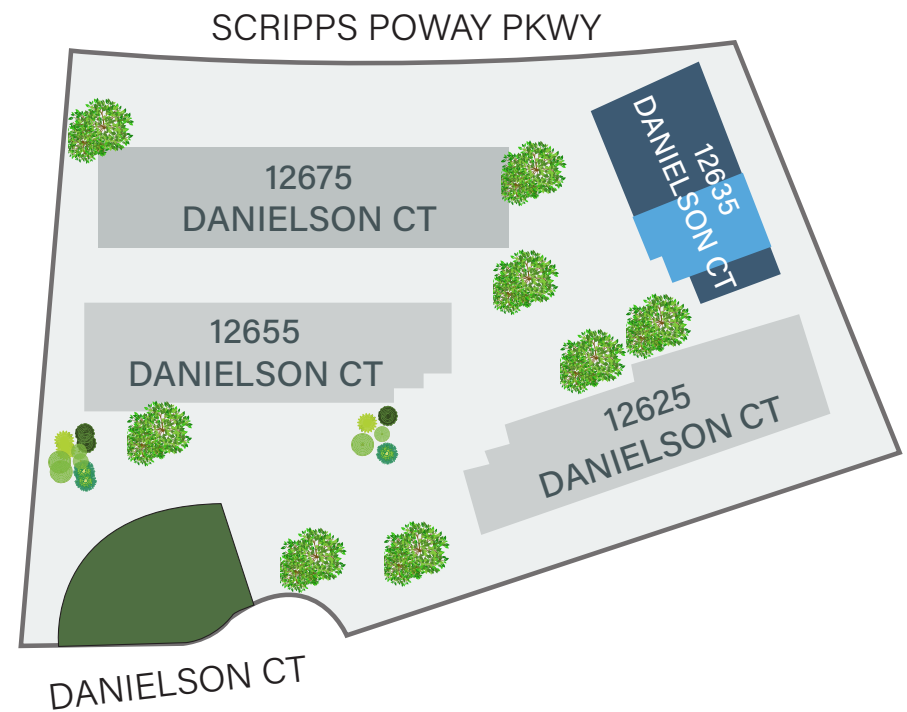 SCRIPPS POWAY PKWY
12675
DANIELSON CT
12635
DANIELSON CT
12655
DANIELSON CT
12625
DANIELSON CT
DANIELSON CT